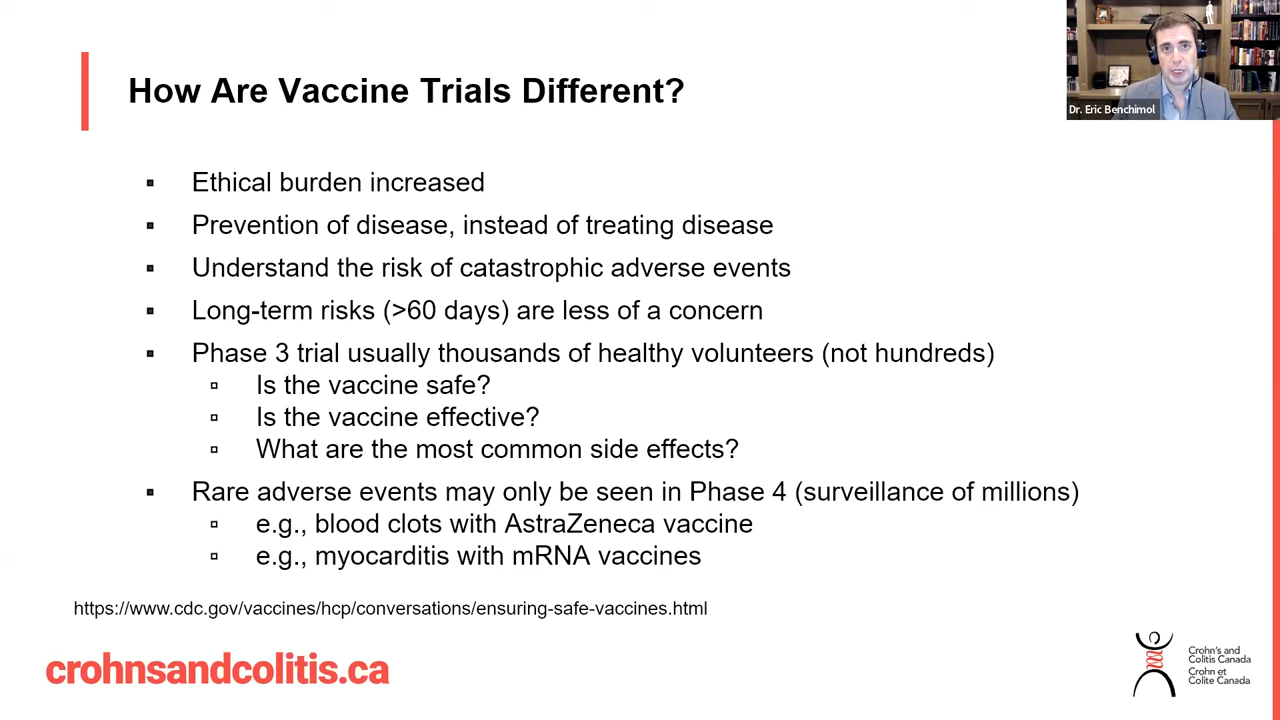 How Are Vaccine Trials Different?
Dr. Eric Benchimol
▪ Ethical burden increased
▪ Prevention of disease, instead of treating disease
▪ Understand the risk of catastrophic adverse events
▪ Long-term risks (>60 days) are less of a concern
▪ Phase 3 trial usually thousands of healthy volunteers (not hundreds)
▫ Is the vaccine safe?
▫ Is the vaccine effective?
▫ What are the most common side effects?
▪ Rare adverse events may only be seen in Phase 4 (surveillance of millions)
▫ e.g., blood clots with AstraZeneca vaccine
▫ e.g., myocarditis with mRNA vaccines
https://www.cdc.gov/vaccines/hcp/conversations/ensuring-safe-vaccines.html
crohnsandcolitis.ca
Crohn's and
Colitis Canada
Crohn et
Colite Canada